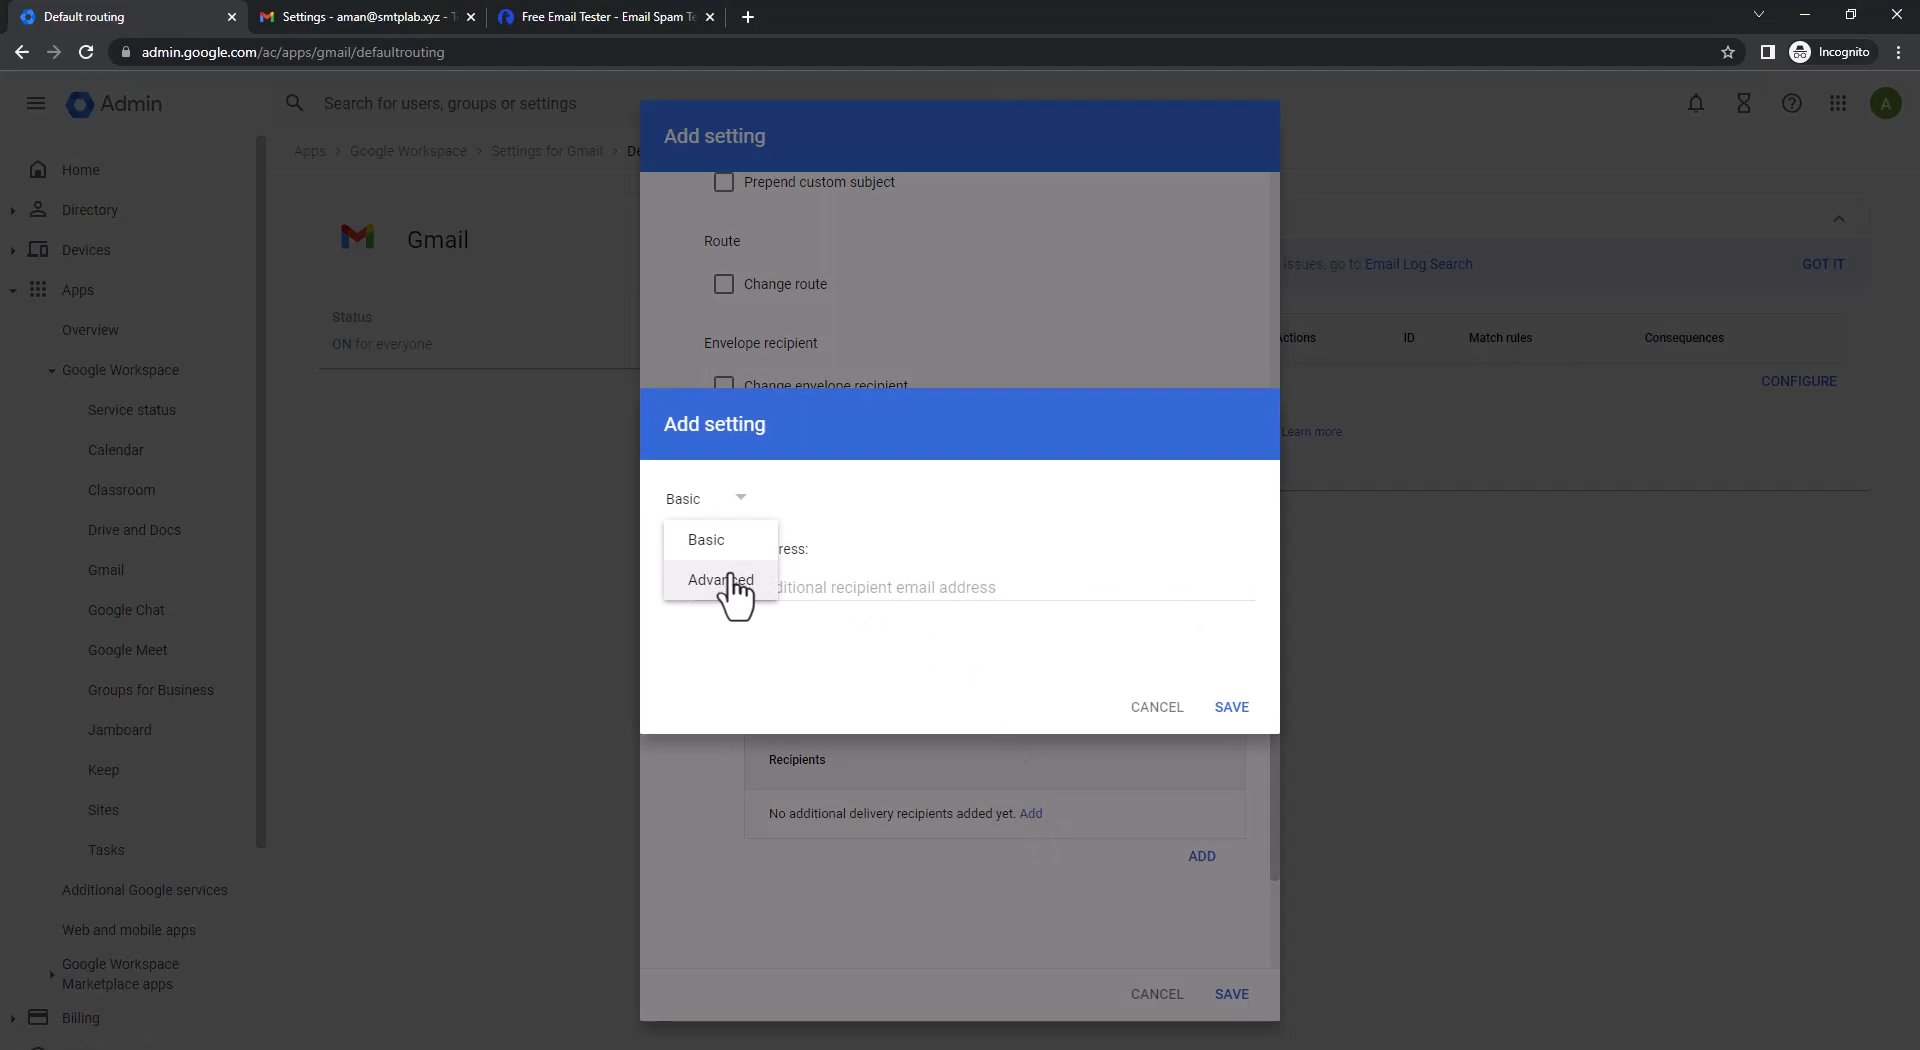 Default routing
Settings - aman@smtplab.xyz - T
Free Email Tester - Email Spam Te
admin.google.com/ac/apps/gmail/defaultrouting
Incognito
Admin
Search for users, groups or settings
A
Apps > Google Workspace > Settings for Gmail > De
Home
Directory
Devices
Apps
Overview
Google Workspace
Service status
Calendar
Classroom
Drive and Docs
Gmail
Google Chat
Google Meet
Groups for Business
Jamboard
Keep
Sites
Tasks
Additional Google services
Web and mobile apps
Google Workspace
Marketplace apps
Billing
Gmail
Status
ON for everyone
issues, go to Email Log Search
GOT IT
Actions
ID
Match rules
Consequences
CONFIGURE
Learn more
Add setting
Prepend custom subject
Route
Change route
Envelope recipient
Change envelope recipient
Add setting
Basic
Basic
Advanced
ress:
ditional recipient email address
CANCEL
SAVE
Recipients
No additional delivery recipients added yet. Add
ADD
CANCEL
SAVE